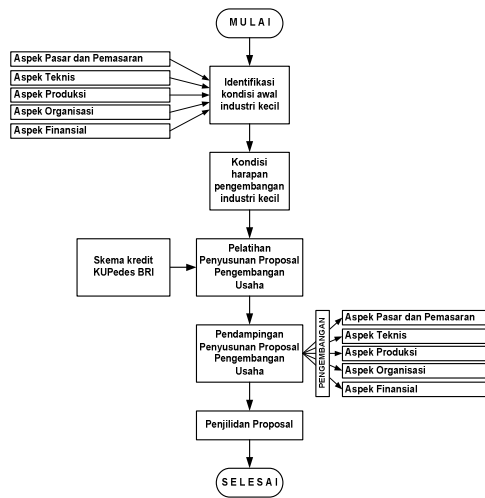 M U L A I
Aspek Pasar dan Pemasaran
Aspek Teknis
Aspek Produksi
Aspek Organisasi
Aspek Finansial
Identifikasi
kondisi awal
industri kecil
Kondisi
harapan
pengembangan
industri kecil
Skema kredit
KUPedes BRI
Pelatihan
Penyusunan Proposal
Pengembangan
Usaha
Pendampingan
Penyusunan Proposal
Pengembangan
Usaha
PENGEMBANGAN
Aspek Pasar dan Pemasaran
Aspek Teknis
Aspek Produksi
Aspek Organisasi
Aspek Finansial
Penjilidan Proposal
S E L E S A I